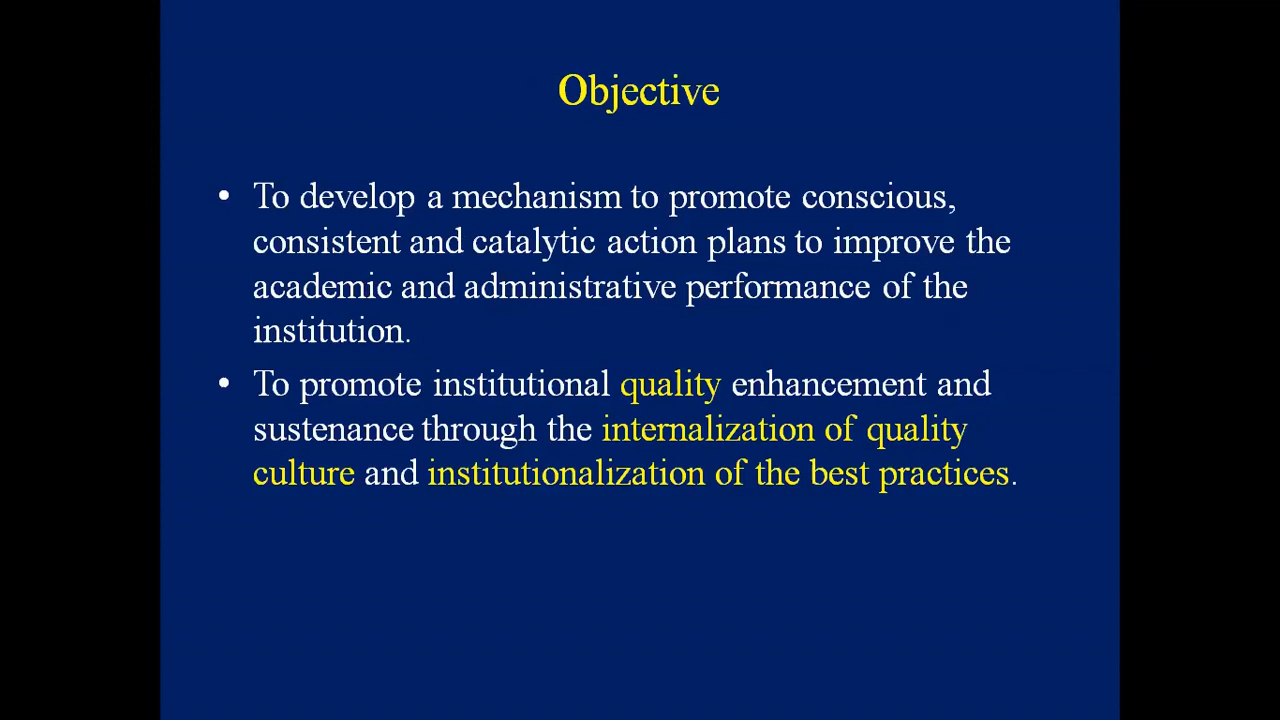 Objective
• To develop a mechanism to promote conscious,
consistent and catalytic action plans to improve the
academic and administrative performance of the
institution.
• To promote institutional quality enhancement and
sustenance through the internalization of quality
culture and institutionalization of the best practices.